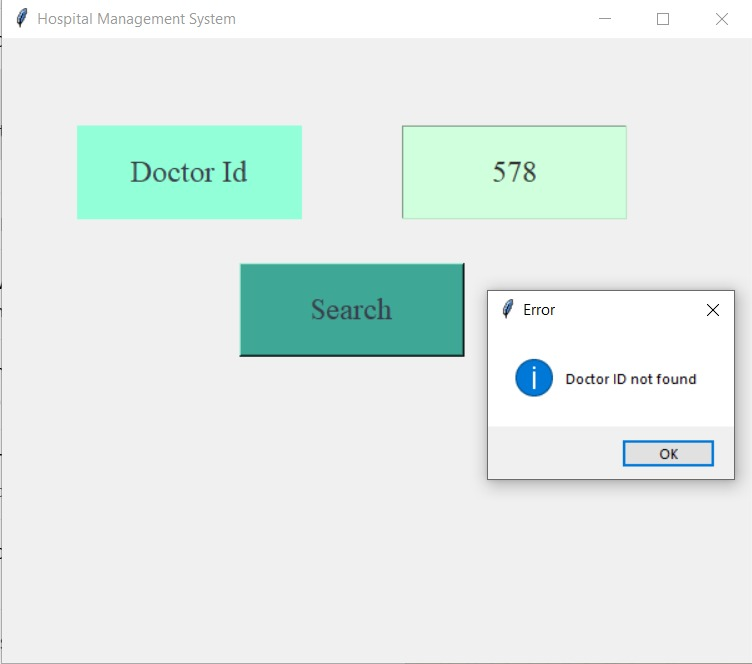 Hospital Management System
Doctor Id
578
Search
Error
Doctor ID not found
OK